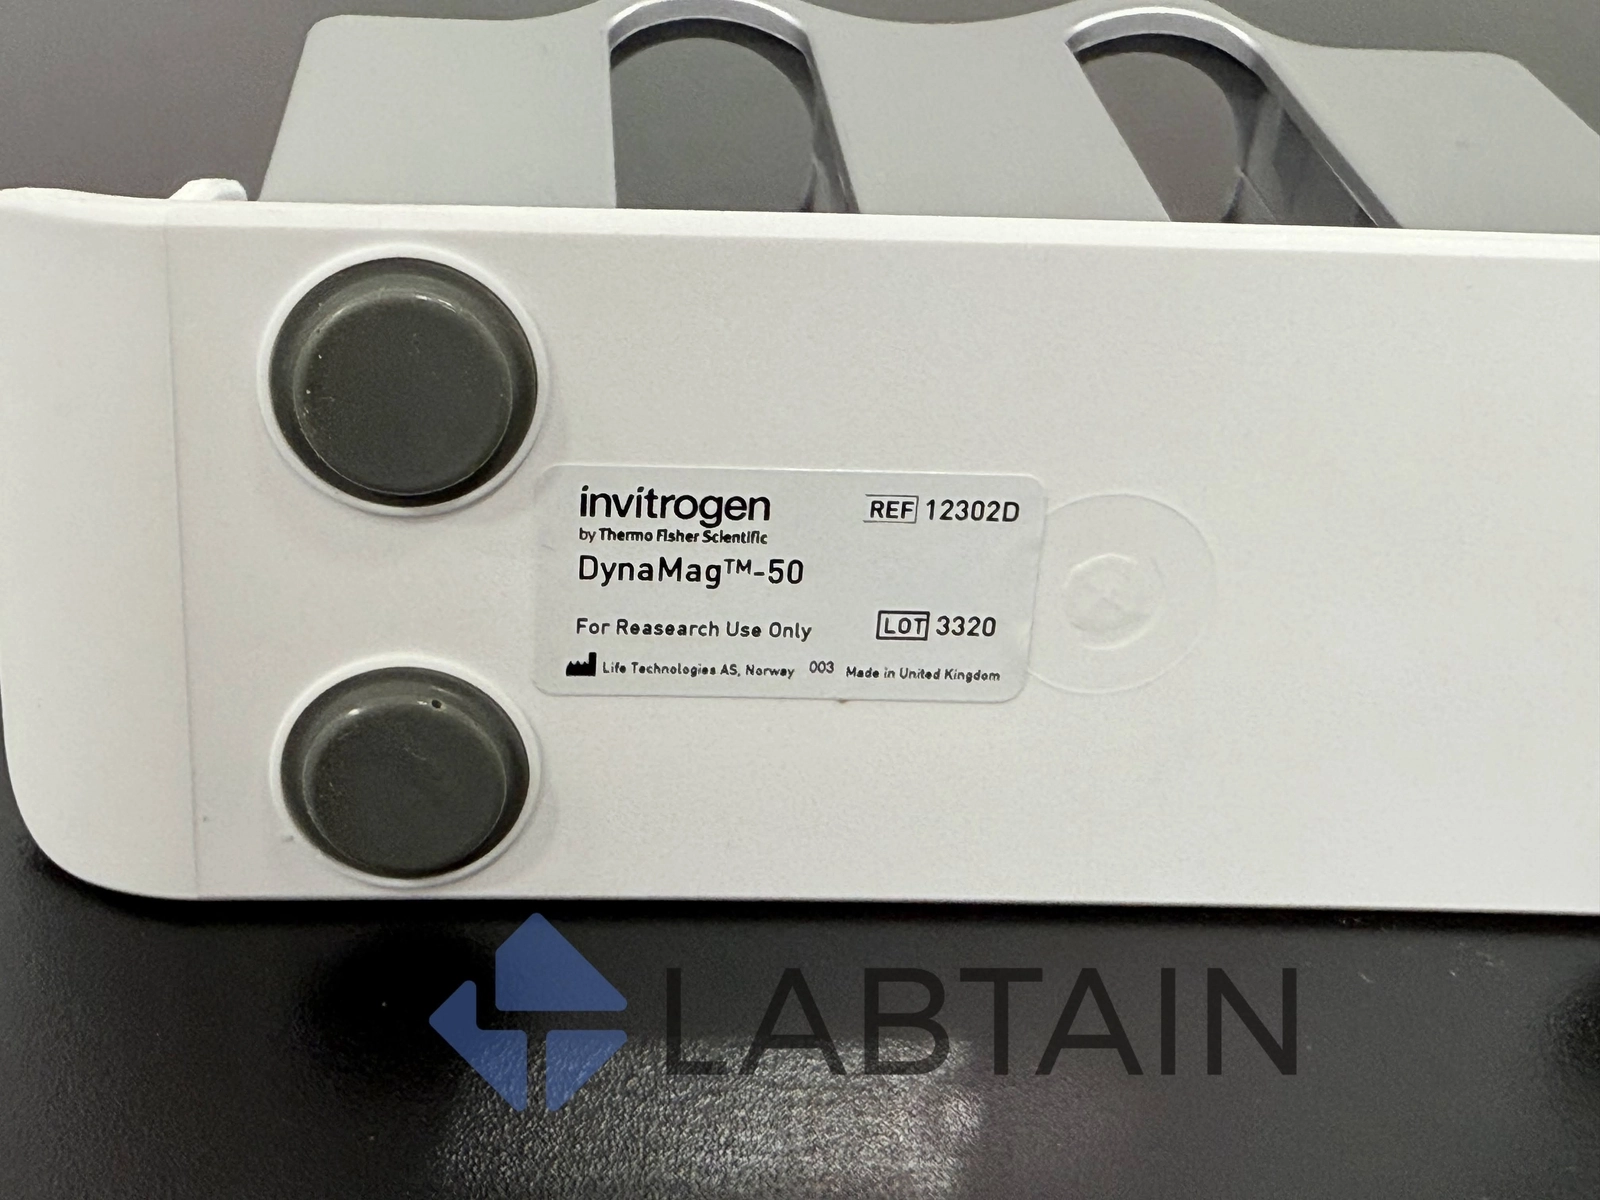 invitrogen
by Thermo Fisher Scientific
DynaMag™-50
REF 12302D
For Reasearch Use Only
LOT 3320
Life Technologies AS, Norway 003 Made in United Kingdom
LABTAIN